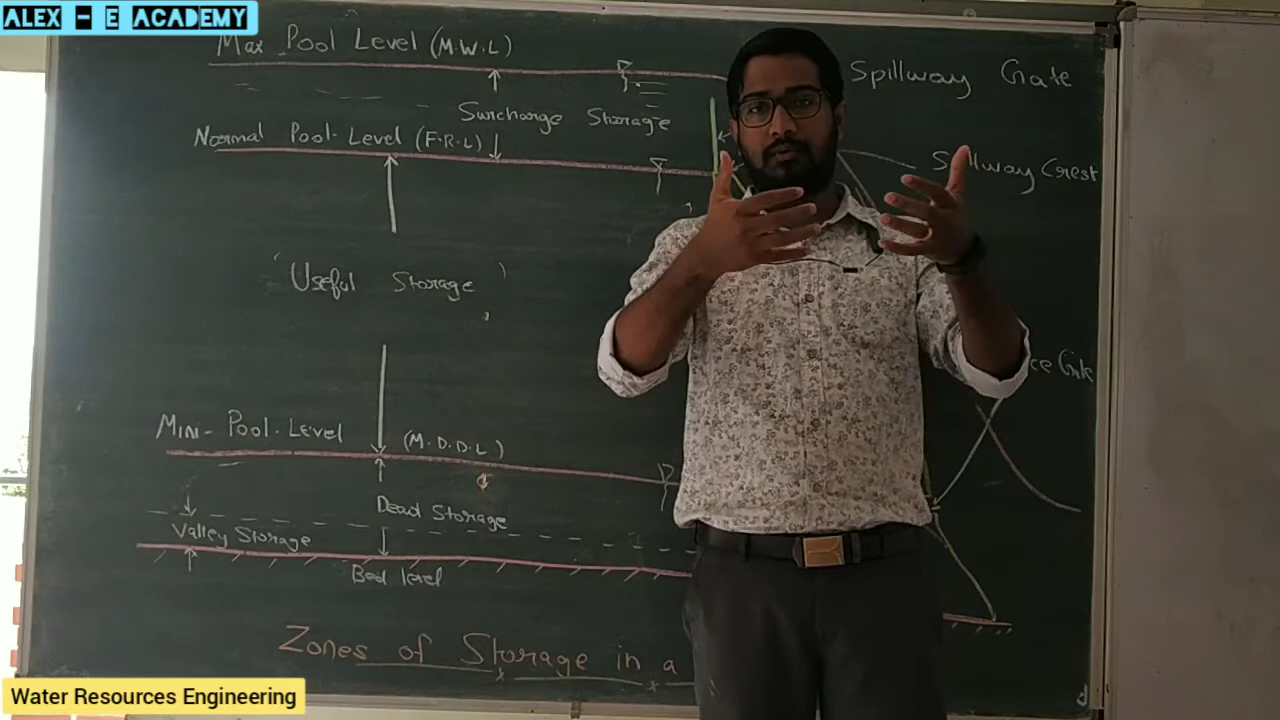 ALEX - E ACADEMY
Max Pool Level (M.W.L)
Spillway Gate
Surcharge Storage
Normal Pool-Level (F.R.L)
Spillway Crest
'Useful Storage'
Gate
Min- Pool-Level (M.D.D.L)
Dead Storage
Valley Storage
Bed level
Zones of Storage in a
Water Resources Engineering